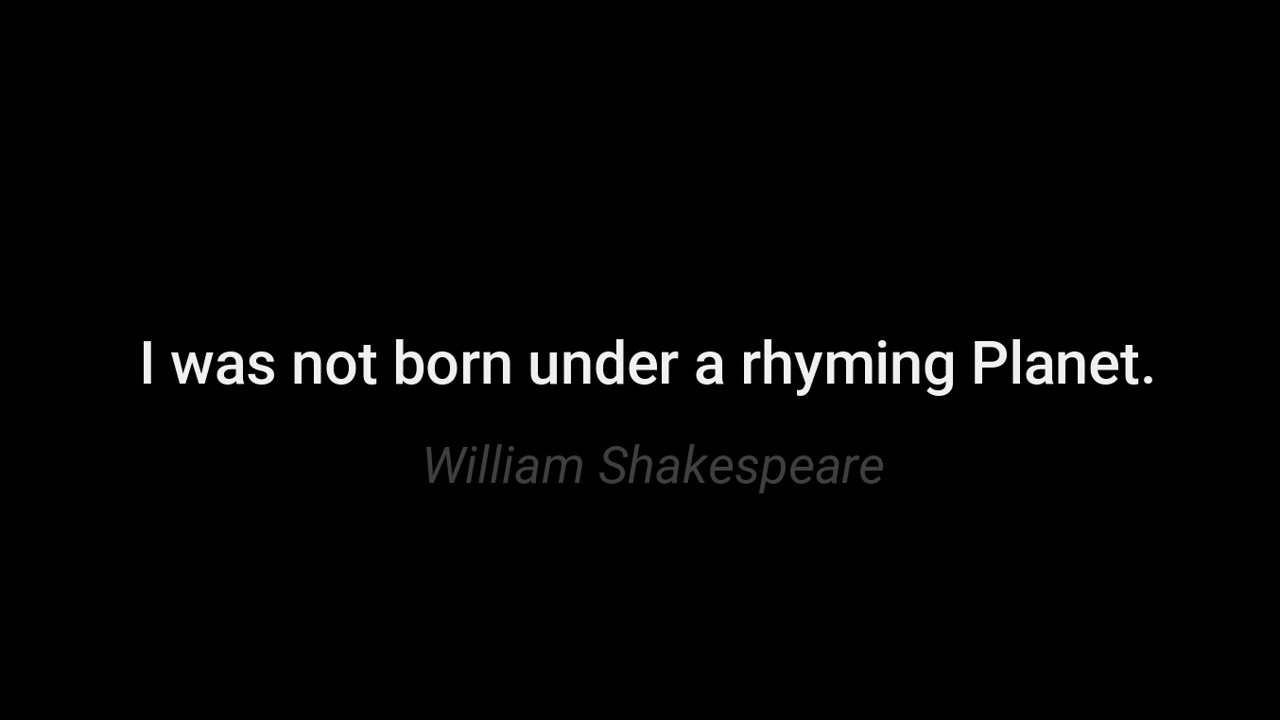 I was not born under a rhyming Planet.
William Shakespeare